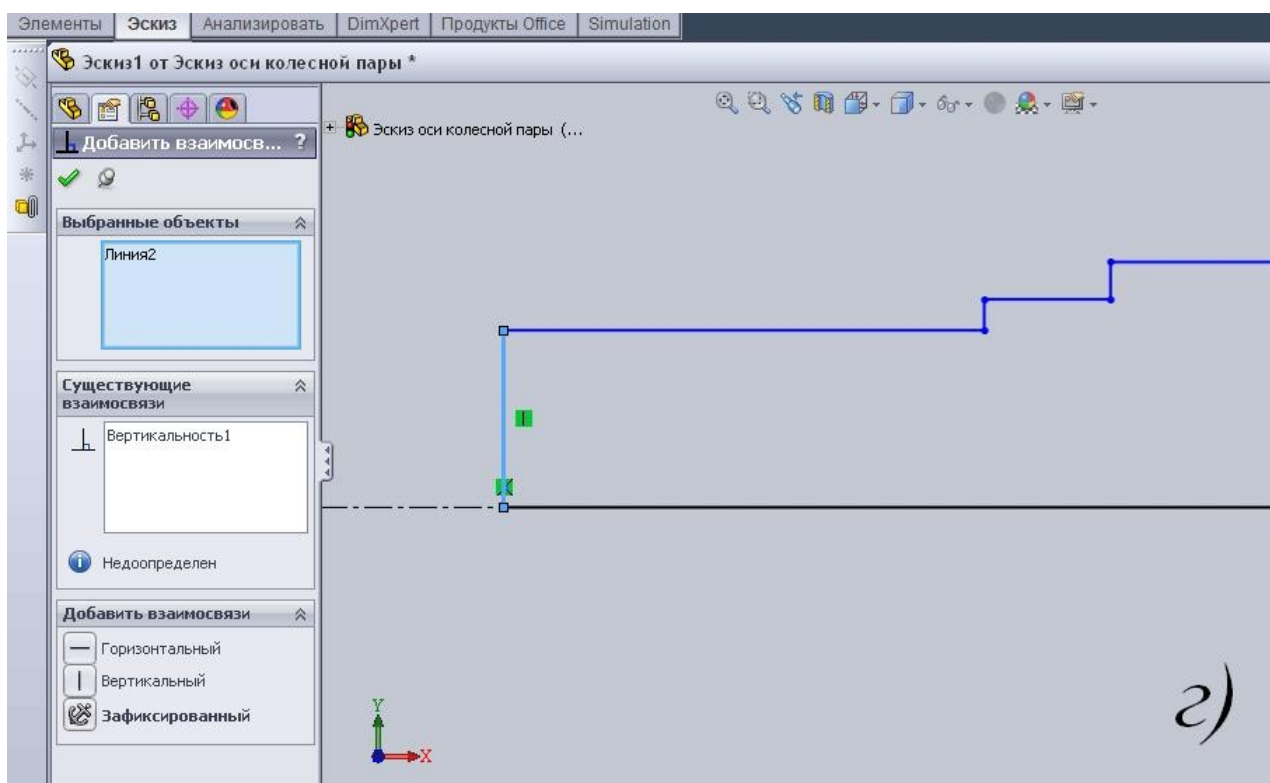 Элементы Эскиз Анализировать DimXpert Продукты Office Simulation
Эскиз1 от Эскиз оси колесной пары *
Добавить взаимосв... ?
Эскиз оси колесной пары (...
Выбранные объекты
Линия2
Существующие
взаимосвязи
Вертикальность1
Недоопределен
Добавить взаимосвязи
Горизонтальный
Вертикальный
Зафиксированный
Y
X
г)